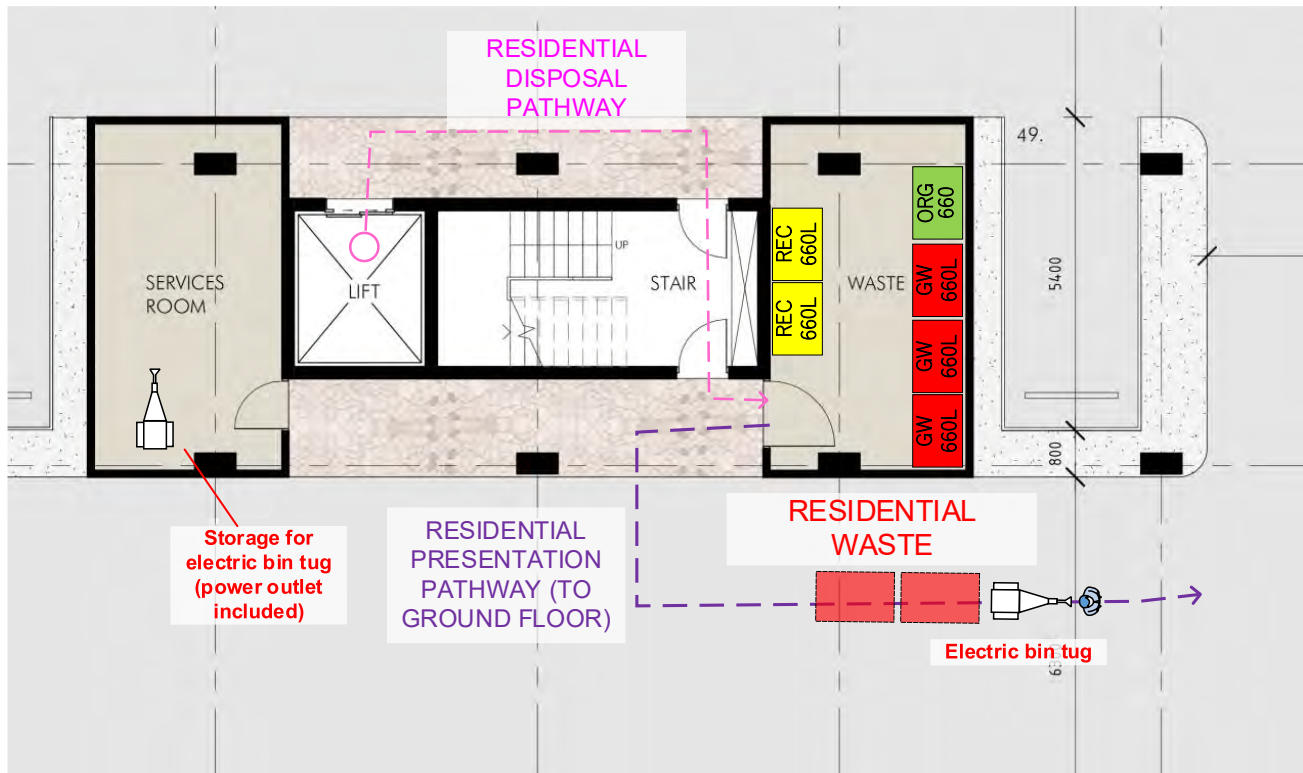 RESIDENTIAL
DISPOSAL
PATHWAY
49.
SERVICES
ROOM
LIFT
UP
STAIR
REC
660L
REC
660L
WASTE
ORG
660
GW
660L
GW
660L
GW
660L
5400
800
Storage for
electric bin tug
(power outlet
included)
RESIDENTIAL
PRESENTATION
PATHWAY (TO
GROUND FLOOR)
RESIDENTIAL
WASTE
Electric bin tug